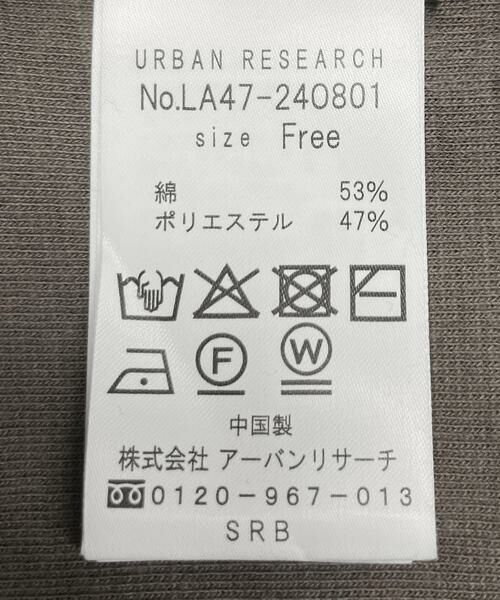 URBAN RESEARCH
No.LA47-240801
size Free
綿 53%
ポリエステル 47%
F W
中国製
株式会社 アーバンリサーチ
0120-967-013
SRB